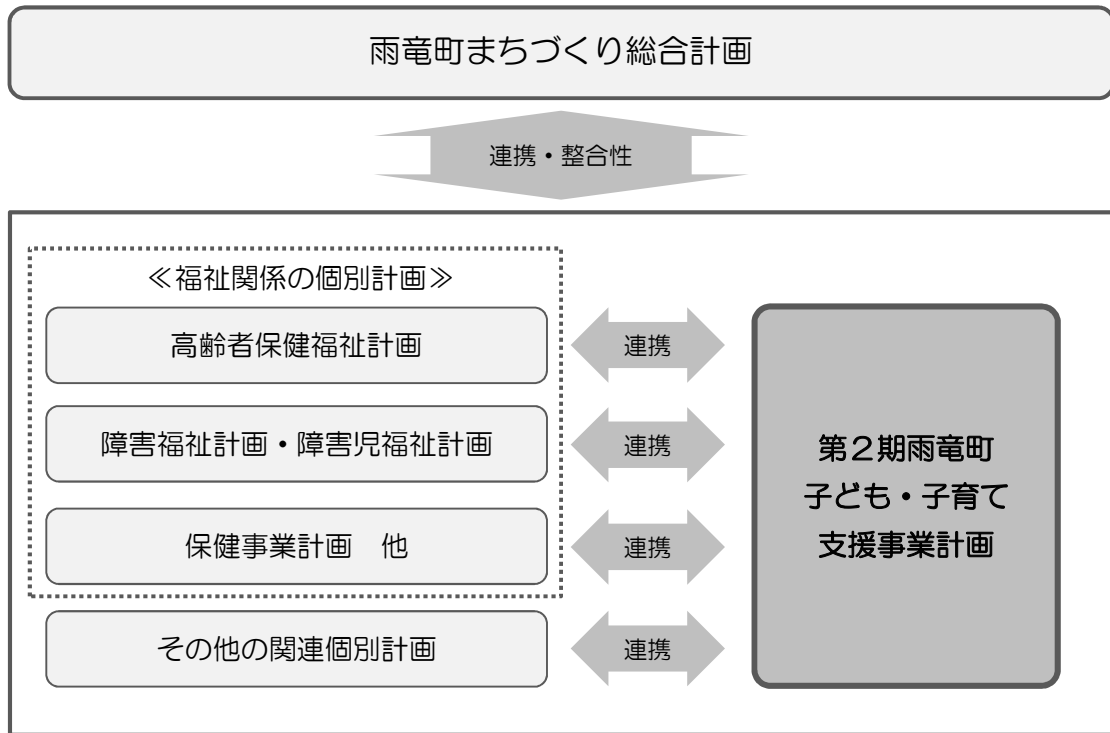 雨竜町まちづくり総合計画
連携・整合性
≪福祉関係の個別計画≫
高齢者保健福祉計画
連携
障害福祉計画・障害児福祉計画
連携
保健事業計画　他
連携
その他の関連個別計画
連携
第２期雨竜町
子ども・子育て
支援事業計画